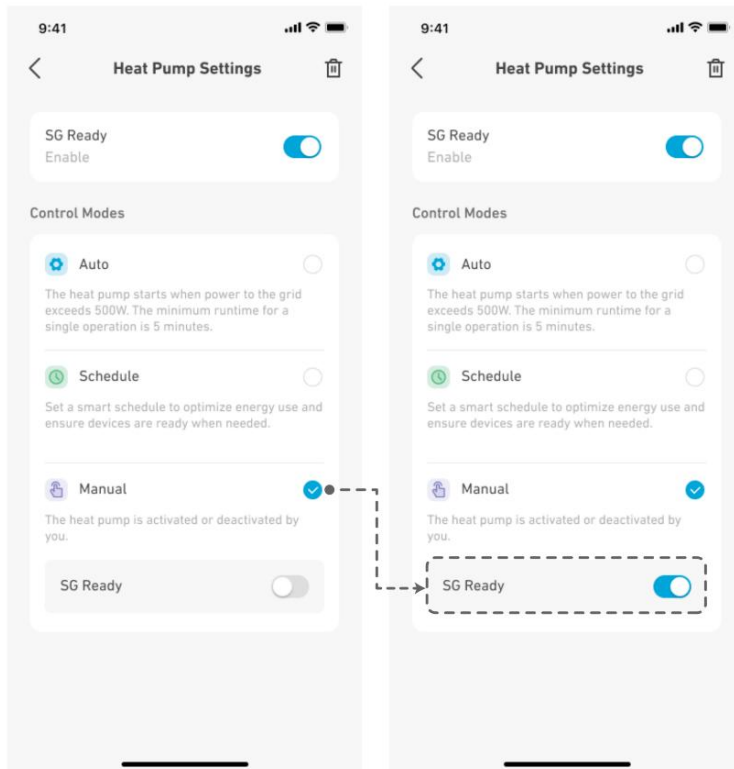 9:41
Heat Pump Settings
SG Ready
Enable
Control Modes
Auto
The heat pump starts when power to the grid
exceeds 500W. The minimum runtime for a
single operation is 5 minutes.
Schedule
Set a smart schedule to optimize energy use and
ensure devices are ready when needed.
Manual
The heat pump is activated or deactivated by
you.
SG Ready
9:41
Heat Pump Settings
SG Ready
Enable
Control Modes
Auto
The heat pump starts when power to the grid
exceeds 500W. The minimum runtime for a
single operation is 5 minutes.
Schedule
Set a smart schedule to optimize energy use and
ensure devices are ready when needed.
Manual
The heat pump is activated or deactivated by
you.
SG Ready